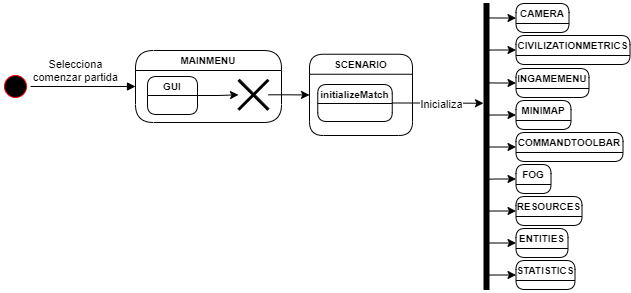 Selecciona
comenzar partida
MAINMENU
GUI
SCENARIO
initializeMatch
Inicializa
CAMERA
CIVILIZATIONMETRICS
INGAMEMENU
MINIMAP
COMMANDTOOLBAR
FOG
RESOURCES
ENTITIES
STATISTICS